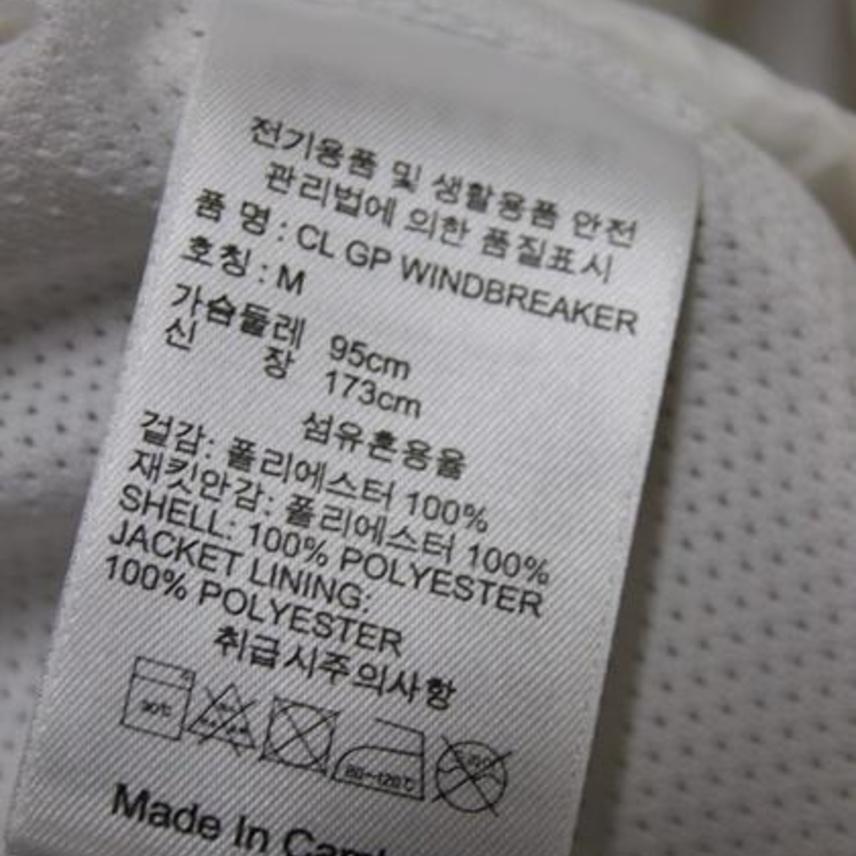 전기용품 및 생활용품 안전
관리법에 의한 품질표시
품 명 : CL GP WINDBREAKER
호칭 : M
가슴둘레 95cm
신 장 173cm
섬유혼용율
겉감: 폴리에스터 100%
재킷안감: 폴리에스터 100%
SHELL: 100% POLYESTER
JACKET LINING:
100% POLYESTER
취급시주의사항
80~120℃
Made In